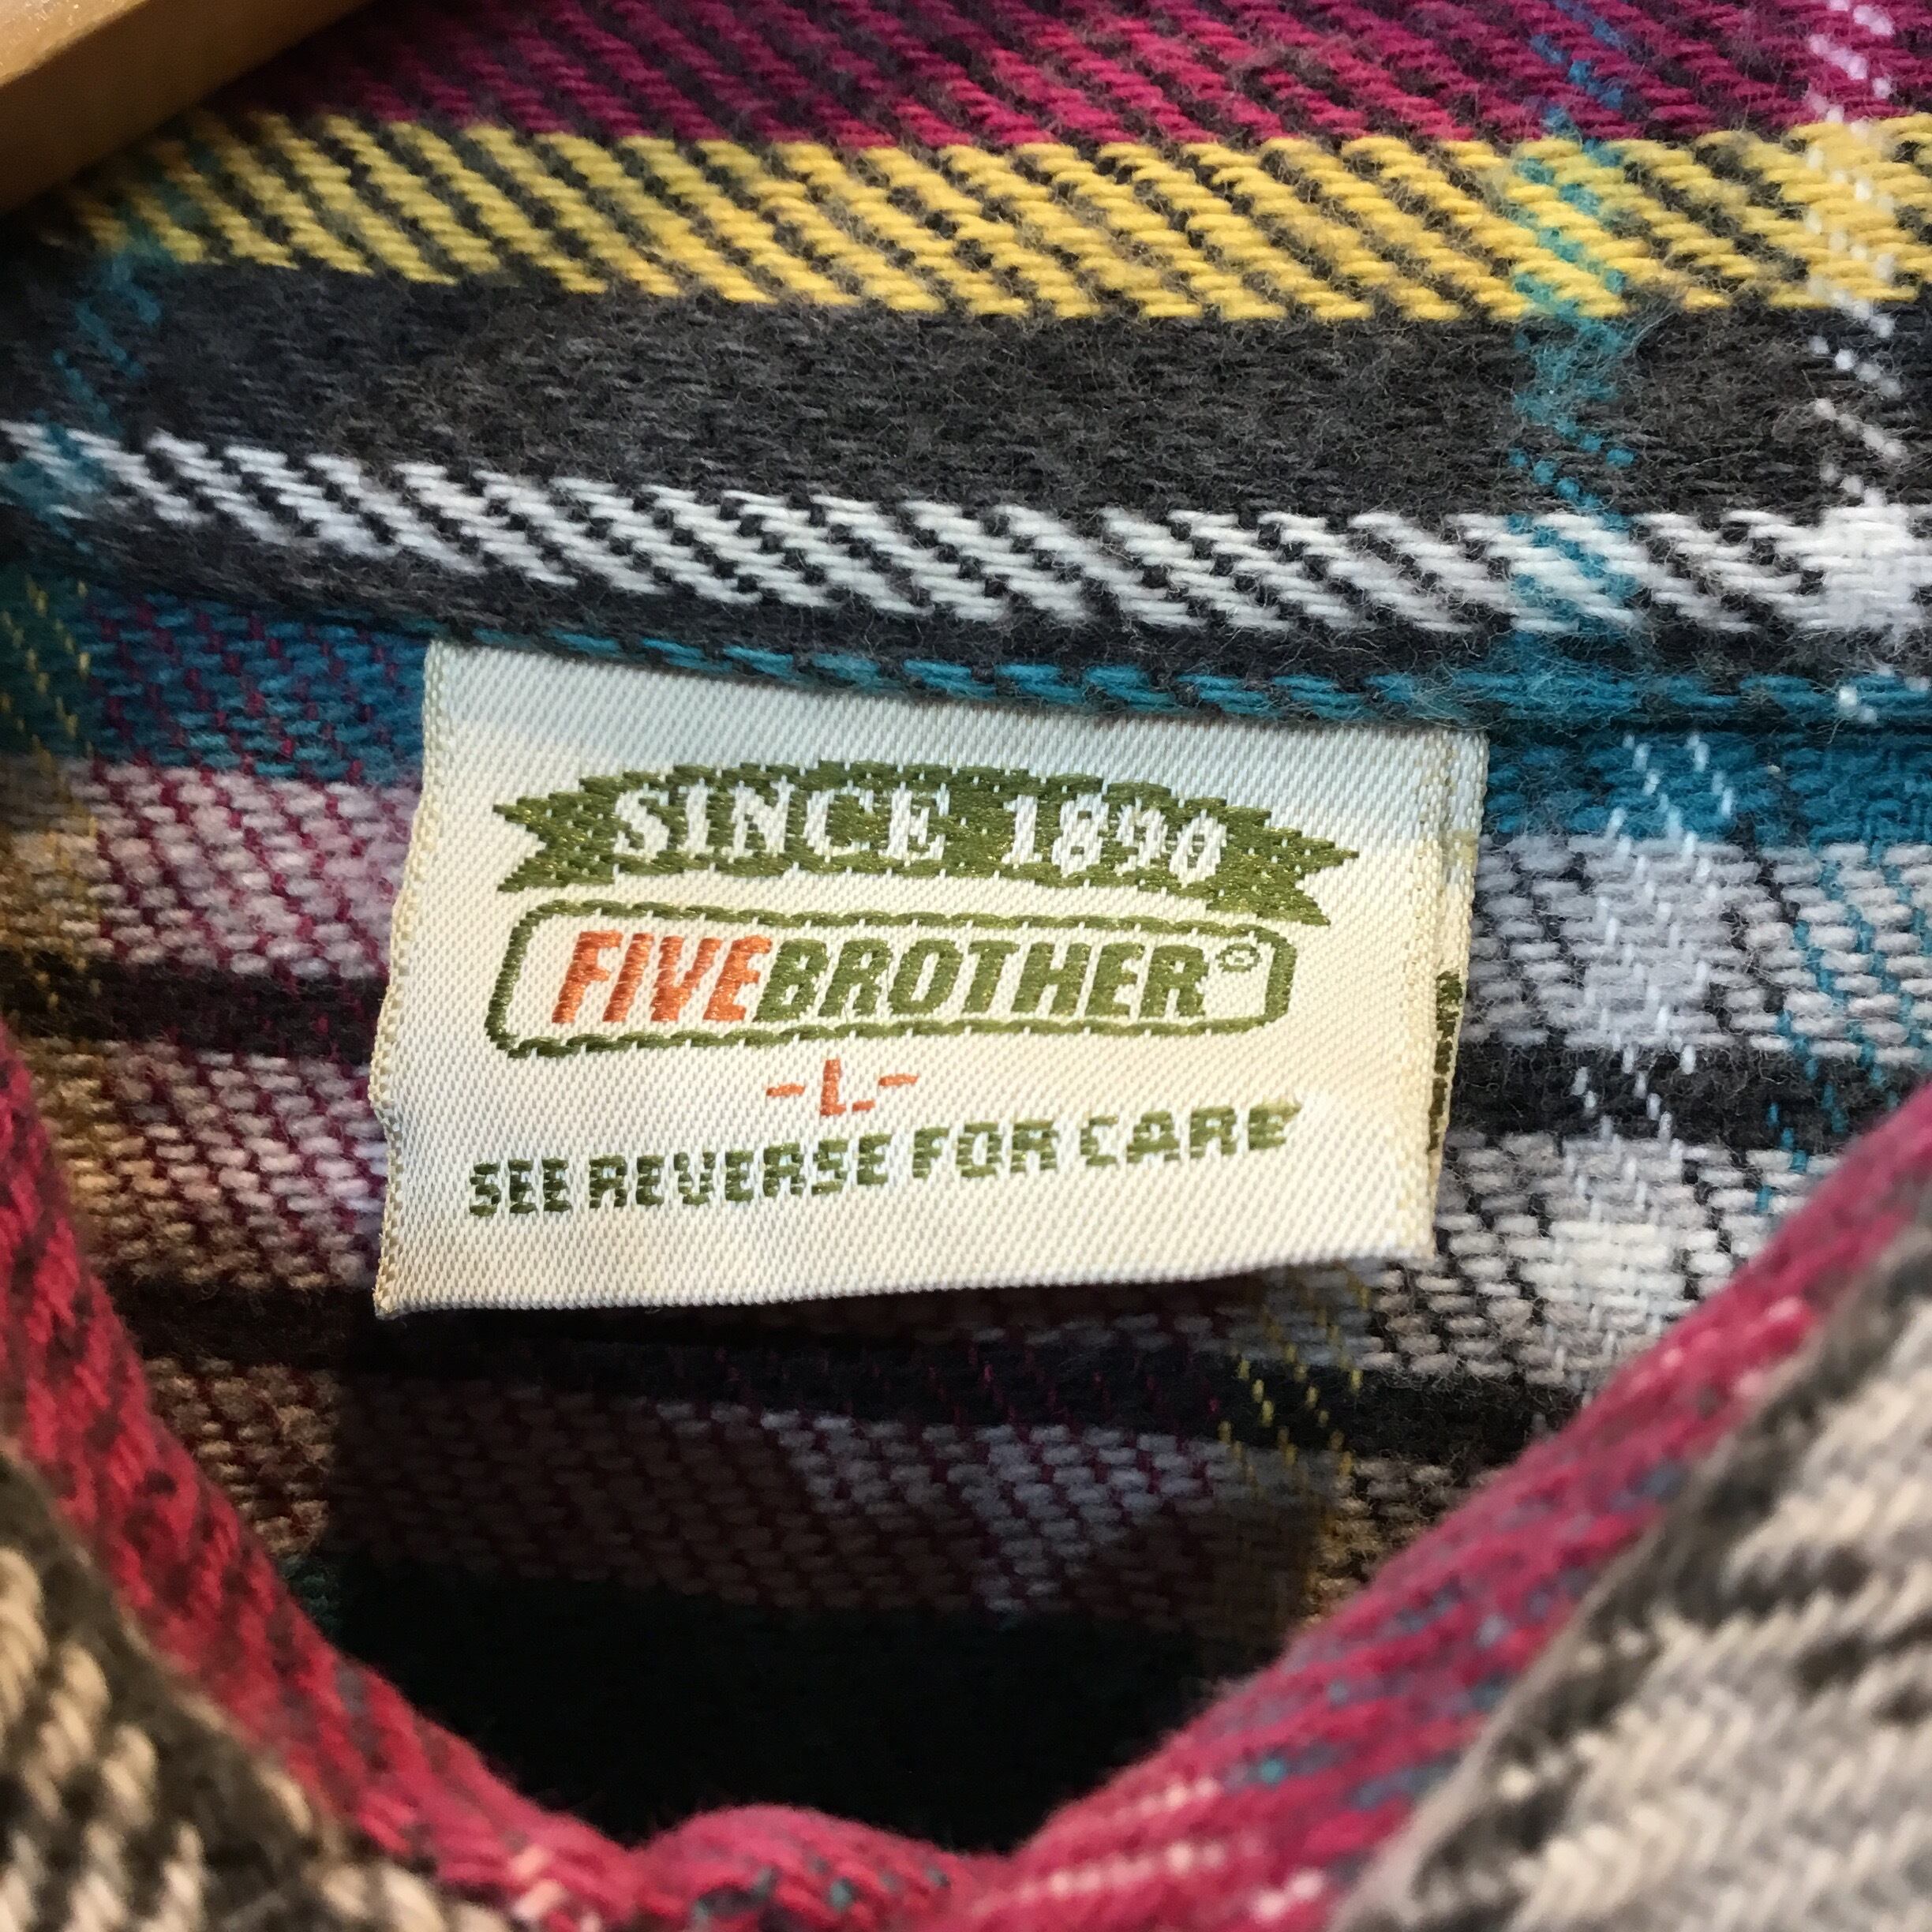 SINCE 1890
FIVEBROTHER®
-L-
SEE REVERSE FOR CARE